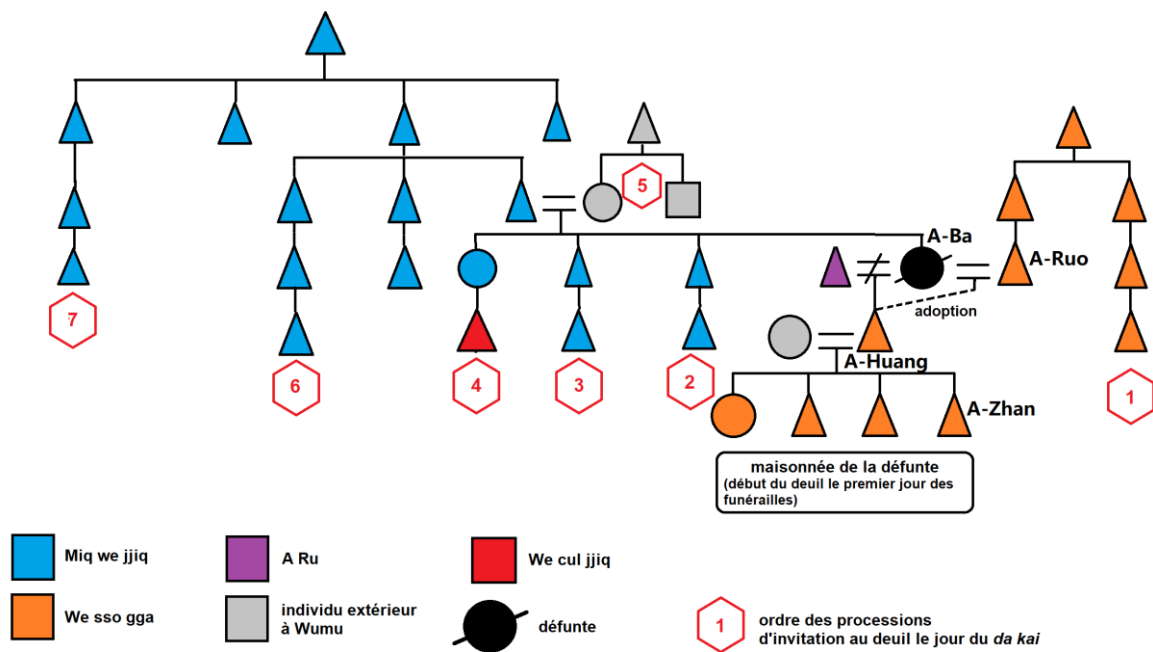 5
A-Ba
A-Ruo
7
adoption
6
4
3
2
A-Huang
1
A-Zhan
maisonnée de la défunte
(début du deuil le premier jour des
funérailles)
Miq we jjiq
A Ru
We cul jjiq
We sso gga
individu extérieur
à Wumu
défunte
1
ordre des processions
d'invitation au deuil le jour du da kai